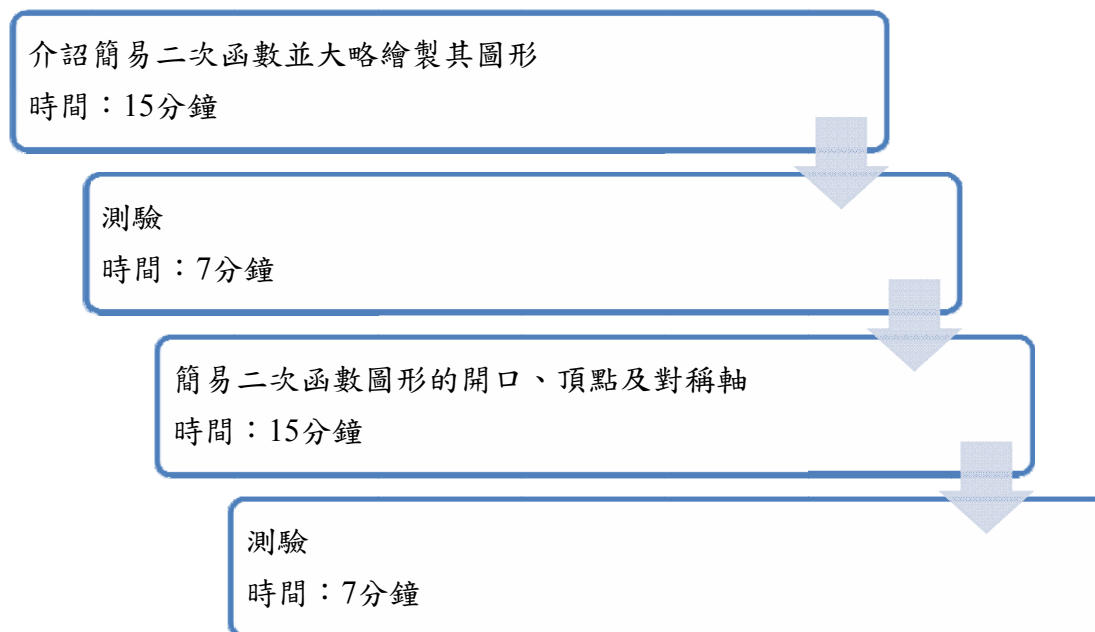 介詔簡易二次函數並大略繪製其圖形
時間：15分鐘
測驗
時間：7分鐘
簡易二次函數圖形的開口、頂點及對稱軸
時間：15分鐘
測驗
時間：7分鐘